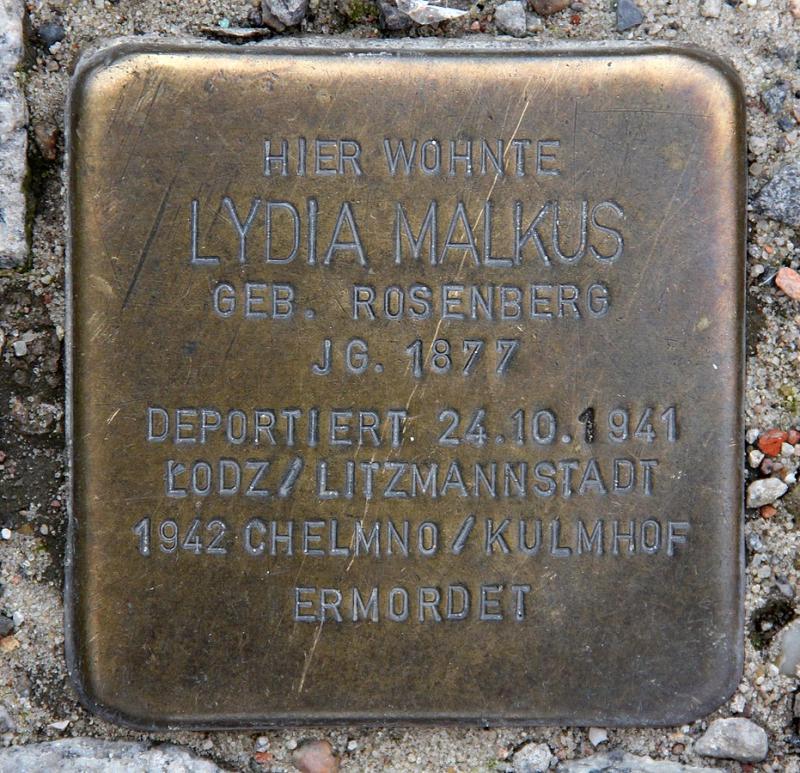 HIER WOHNTE
LYDIA MALKUS
GEB. ROSENBERG
JG. 1877
DEPORTIERT 24.10.1941
ŁODZ/LITZMANNSTADT
1942 CHELMNO/KULMHOF
ERMORDET